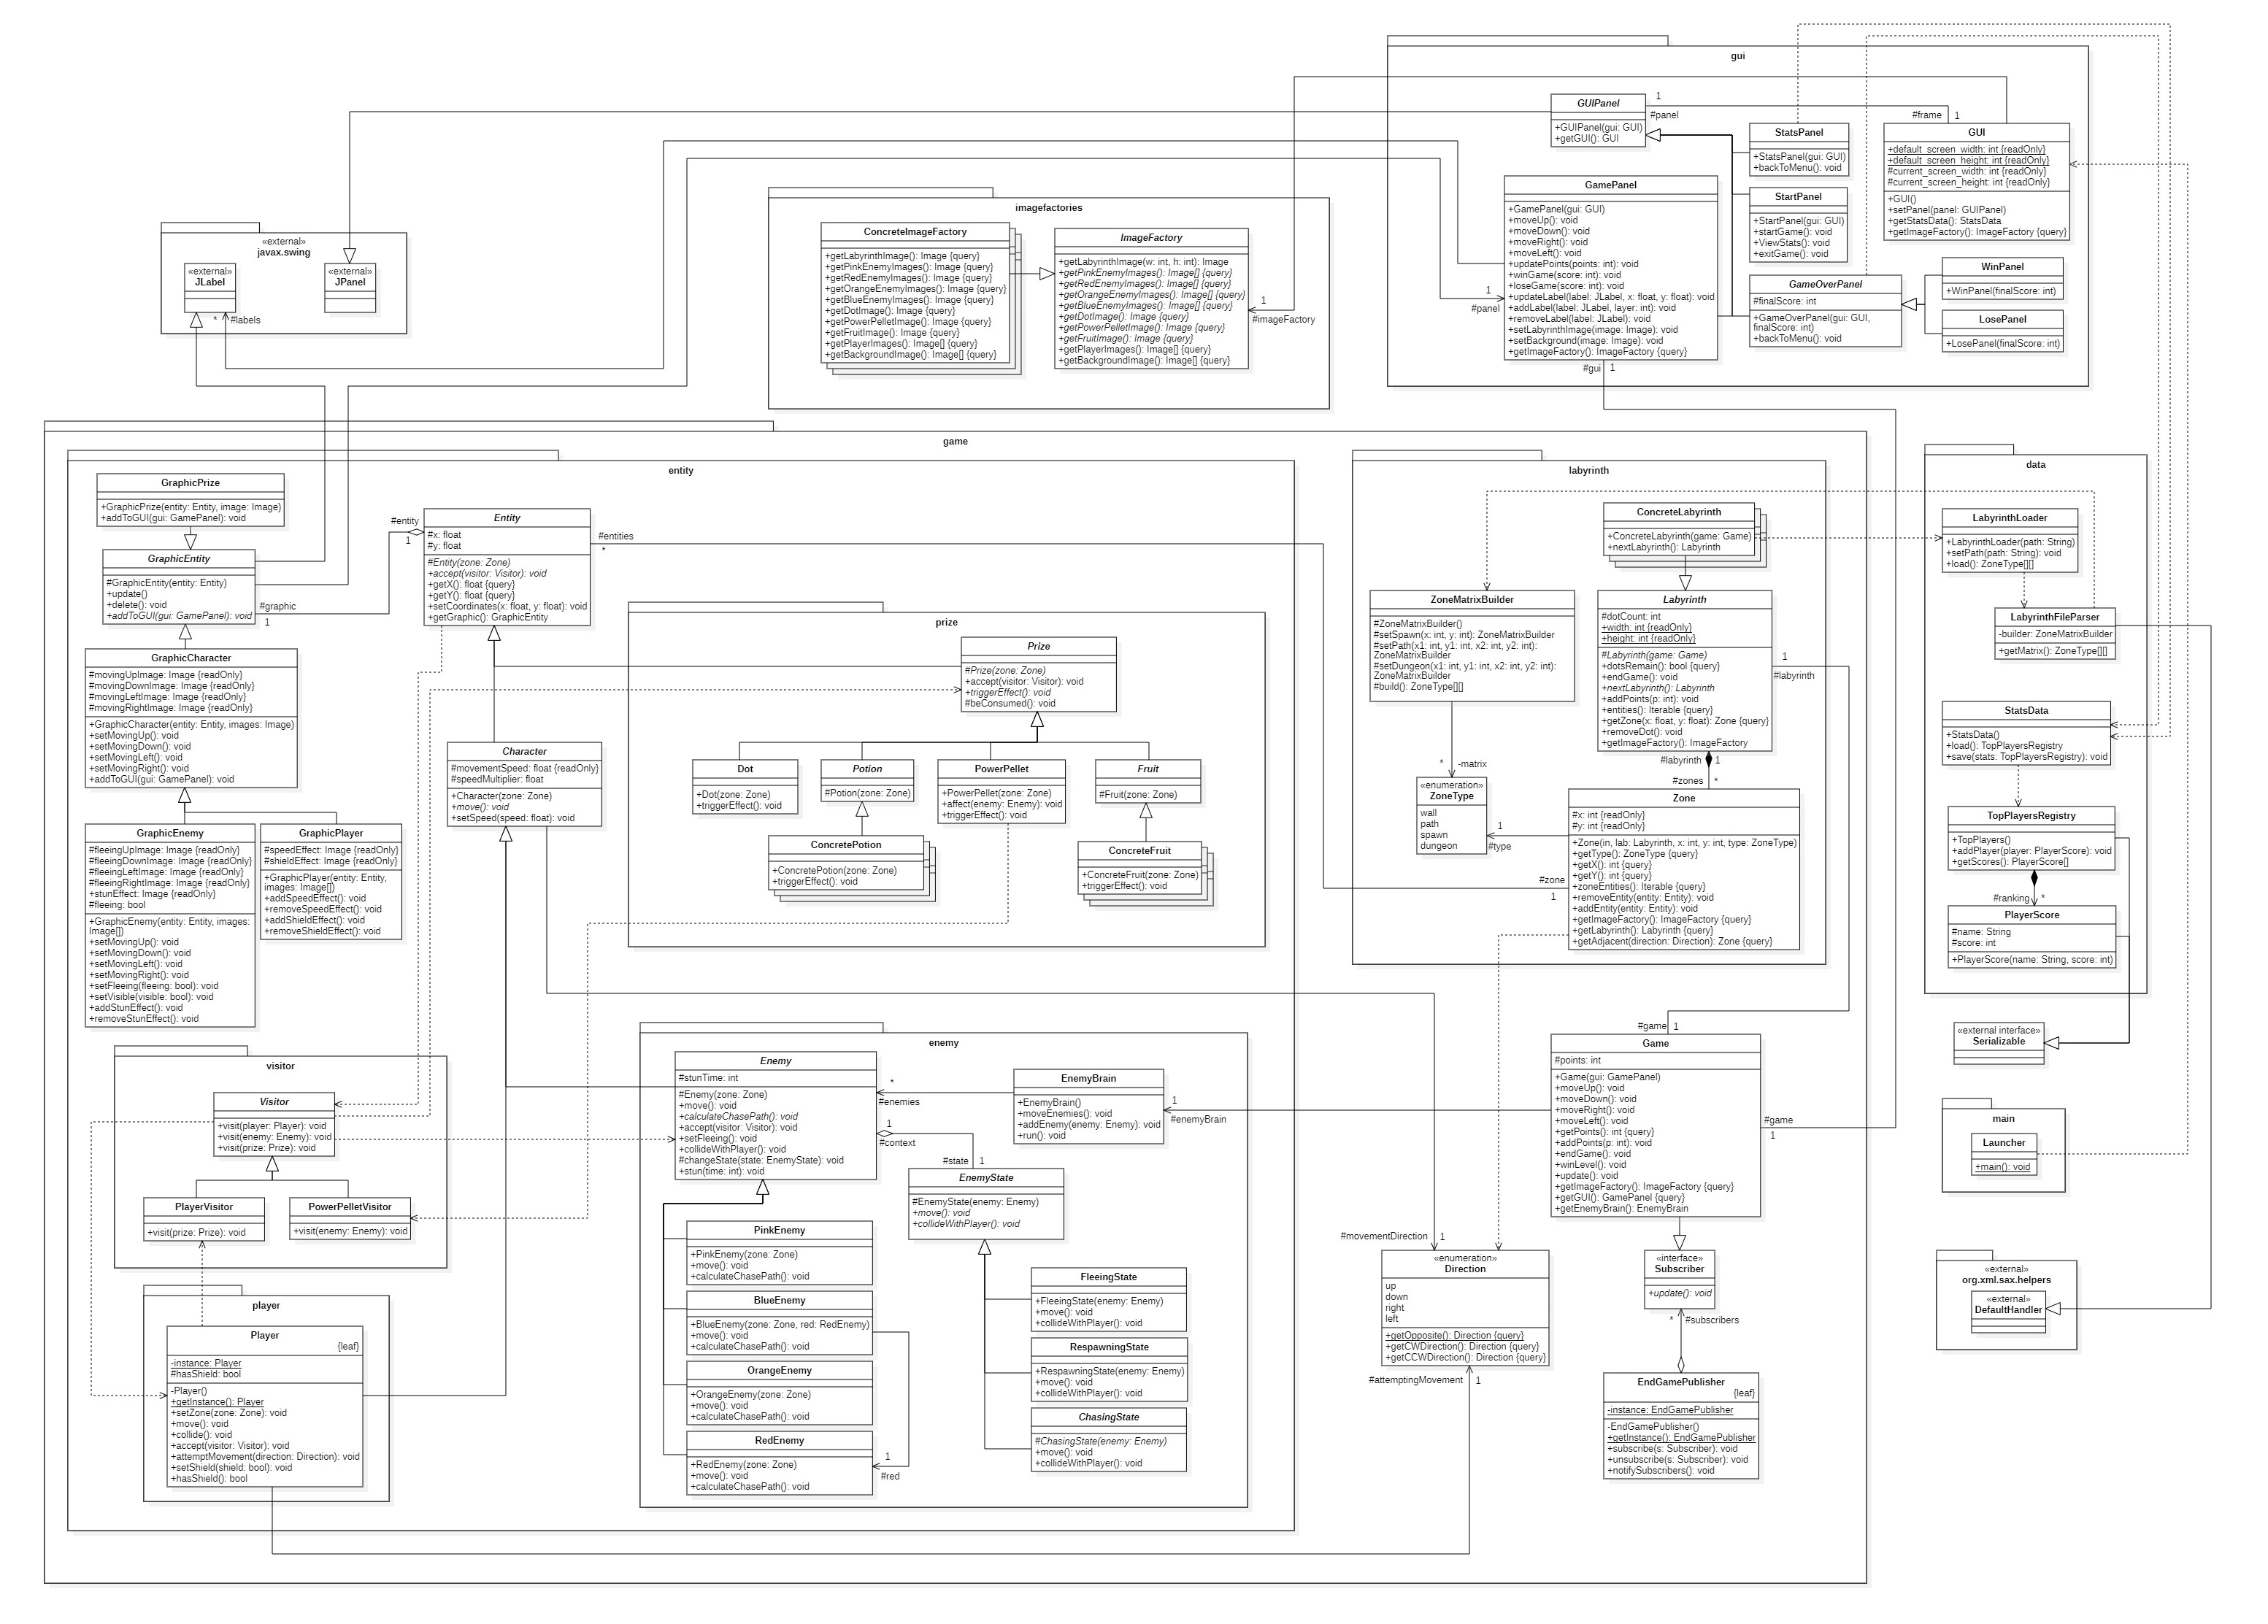 gui
GUIPanel
+GUIPanel(gui: GUI)
+getGUI(): GUI
1
#panel
#frame
1
StatsPanel
+StatsPanel(gui: GUI)
+backToMenu(): void
GUI
+default_screen_width: int {readOnly}
+default_screen_height: int {readOnly}
#current_screen_width: int {readOnly}
#current_screen_height: int {readOnly}
+GUI()
+setPanel(panel: GUIPanel)
+getStatsData(): StatsData
+getImageFactory(): ImageFactory {query}
GamePanel
+GamePanel(gui: GUI)
+moveUp(): void
+moveDown(): void
+moveRight(): void
+moveLeft(): void
+updatePoints(points: int): void
+winGame(score: int): void
+loseGame(score: int): void
+updateLabel(label: JLabel, x: float, y: float): void
+addLabel(label: JLabel, layer: int): void
+removeLabel(label: JLabel): void
+setLabyrinthImage(image: Image): void
+setBackground(image: Image): void
+getImageFactory(): ImageFactory {query}
1
#panel
#gui
1
StartPanel
+StartPanel(gui: GUI)
+startGame(): void
+ViewStats(): void
+exitGame(): void
GameOverPanel
#finalScore: int
+GameOverPanel(gui: GUI,
finalScore: int)
+backToMenu(): void
WinPanel
+WinPanel(finalScore: int)
LosePanel
+LosePanel(finalScore: int)
imagefactories
ConcreteImageFactory
+getLabyrinthImage(): Image {query}
+getPinkEnemyImages(): Image {query}
+getRedEnemyImages(): Image {query}
+getOrangeEnemyImages(): Image {query}
+getBlueEnemyImages(): Image {query}
+getDotImage(): Image {query}
+getPowerPelletImage(): Image {query}
+getFruitImage(): Image {query}
+getPlayerImages(): Image[] {query}
+getBackgroundImage(): Image[] {query}
ImageFactory
+getLabyrinthImage(w: int, h: int): Image
+getPinkEnemyImages(): Image[] {query}
+getRedEnemyImages(): Image[] {query}
+getOrangeEnemyImages(): Image[] {query}
+getBlueEnemyImages(): Image[] {query}
+getDotImage(): Image {query}
+getPowerPelletImage(): Image {query}
+getFruitImage(): Image {query}
+getPlayerImages(): Image[] {query}
+getBackgroundImage(): Image[] {query}
1
#imageFactory
«external»
javax.swing
«external»
JLabel
«external»
JPanel
*
#labels
game
entity
GraphicPrize
+GraphicPrize(entity: Entity, image: Image)
+addToGUI(gui: GamePanel): void
GraphicEntity
#GraphicEntity(entity: Entity)
+update()
+delete(): void
+addToGUI(gui: GamePanel): void
#entity
1
#graphic
1
Entity
#x: float
#y: float
#Entity(zone: Zone)
+accept(visitor: Visitor): void
+getX(): float {query}
+getY(): float {query}
+setCoordinates(x: float, y: float): void
+getGraphic(): GraphicEntity
#entities
*
GraphicCharacter
#movingUpImage: Image {readOnly}
#movingDownImage: Image {readOnly}
#movingLeftImage: Image {readOnly}
#movingRightImage: Image {readOnly}
+GraphicCharacter(entity: Entity, images: Image)
+setMovingUp(): void
+setMovingDown(): void
+setMovingLeft(): void
+setMovingRight(): void
+addToGUI(gui: GamePanel): void
GraphicEnemy
#fleeingUpImage: Image {readOnly}
#fleeingDownImage: Image {readOnly}
#fleeingLeftImage: Image {readOnly}
#fleeingRightImage: Image {readOnly}
+stunEffect: Image {readOnly}
#fleeing: bool
+GraphicEnemy(entity: Entity, images:
Image[])
+setMovingUp(): void
+setMovingDown(): void
+setMovingLeft(): void
+setMovingRight(): void
+setFleeing(fleeing: bool): void
+setVisible(visible: bool): void
+addStunEffect(): void
+removeStunEffect(): void
GraphicPlayer
#speedEffect: Image {readOnly}
#shieldEffect: Image {readOnly}
+GraphicPlayer(entity: Entity,
images: Image[])
+addSpeedEffect(): void
+removeSpeedEffect(): void
+addShieldEffect(): void
+removeShieldEffect(): void
Character
#movementSpeed: float {readOnly}
#speedMultiplier: float
+Character(zone: Zone)
+move(): void
+setSpeed(speed: float): void
prize
Prize
#Prize(zone: Zone)
+accept(visitor: Visitor): void
+triggerEffect(): void
#beConsumed(): void
Dot
+Dot(zone: Zone)
+triggerEffect(): void
Potion
#Potion(zone: Zone)
PowerPellet
+PowerPellet(zone: Zone)
+affect(enemy: Enemy): void
+triggerEffect(): void
Fruit
#Fruit(zone: Zone)
ConcretePotion
+ConcretePotion(zone: Zone)
+triggerEffect(): void
ConcreteFruit
+ConcreteFruit(zone: Zone)
+triggerEffect(): void
visitor
Visitor
+visit(player: Player): void
+visit(enemy: Enemy): void
+visit(prize: Prize): void
PlayerVisitor
+visit(prize: Prize): void
PowerPelletVisitor
+visit(enemy: Enemy): void
player
Player
{leaf}
-instance: Player
#hasShield: bool
-Player()
+getInstance(): Player
+setZone(zone: Zone): void
+move(): void
+collide(): void
+accept(visitor: Visitor): void
+attemptMovement(direction: Direction): void
+setShield(shield: bool): void
+hasShield(): bool
enemy
Enemy
#stunTime: int
#Enemy(zone: Zone)
+move(): void
+calculateChasePath(): void
+accept(visitor: Visitor): void
+setFleeing(): void
+collideWithPlayer(): void
#changeState(state: EnemyState): void
+stun(time: int): void
*
#enemies
1
#context
#state
1
EnemyBrain
+EnemyBrain()
+moveEnemies(): void
+addEnemy(enemy: Enemy): void
+run(): void
1
#enemyBrain
EnemyState
#EnemyState(enemy: Enemy)
+move(): void
+collideWithPlayer(): void
PinkEnemy
+PinkEnemy(zone: Zone)
+move(): void
+calculateChasePath(): void
BlueEnemy
+BlueEnemy(zone: Zone, red: RedEnemy)
+move(): void
+calculateChasePath(): void
OrangeEnemy
+OrangeEnemy(zone: Zone)
+move(): void
+calculateChasePath(): void
RedEnemy
+RedEnemy(zone: Zone)
+move(): void
+calculateChasePath(): void
1
#red
FleeingState
+FleeingState(enemy: Enemy)
+move(): void
+collideWithPlayer(): void
RespawningState
+RespawningState(enemy: Enemy)
+move(): void
+collideWithPlayer(): void
ChasingState
#ChasingState(enemy: Enemy)
+move(): void
+collideWithPlayer(): void
labyrinth
ConcreteLabyrinth
+ConcreteLabyrinth(game: Game)
+nextLabyrinth(): Labyrinth
ZoneMatrixBuilder
#ZoneMatrixBuilder()
#setSpawn(x: int, y: int): ZoneMatrixBuilder
#setPath(x1: int, y1: int, x2: int, y2: int):
ZoneMatrixBuilder
#setDungeon(x1: int, y1: int, x2: int, y2: int):
ZoneMatrixBuilder
#build(): ZoneType[][]
Labyrinth
#dotCount: int
+width: int {readOnly}
+height: int {readOnly}
#Labyrinth(game: Game)
+dotsRemain(): bool {query}
+endGame(): void
+nextLabyrinth(): Labyrinth
+addPoints(p: int): void
+entities(): Iterable {query}
+getZone(x: float, y: float): Zone {query}
+removeDot(): void
+getImageFactory(): ImageFactory
1
#labyrinth
#labyrinth
1
#zones
*
*
-matrix
«enumeration»
ZoneType
wall
path
spawn
dungeon
1
#type
Zone
#x: int {readOnly}
#y: int {readOnly}
+Zone(in, lab: Labyrinth, x: int, y: int, type: ZoneType)
+getType(): ZoneType {query}
+getX(): int {query}
+getY(): int {query}
+zoneEntities(): Iterable {query}
+removeEntity(entity: Entity): void
+addEntity(entity: Entity): void
+getImageFactory(): ImageFactory {query}
+getLabyrinth(): Labyrinth {query}
+getAdjacent(direction: Direction): Zone {query}
#zone
1
#game
1
Game
#points: int
+Game(gui: GamePanel)
+moveUp(): void
+moveDown(): void
+moveRight(): void
+moveLeft(): void
+getPoints(): int {query}
+addPoints(p: int): void
+endGame(): void
+winLevel(): void
+update(): void
+getImageFactory(): ImageFactory {query}
+getGUI(): GamePanel {query}
+getEnemyBrain(): EnemyBrain
#game
1
#movementDirection
1
«enumeration»
Direction
up
down
right
left
+getOpposite(): Direction {query}
+getCWDirection(): Direction {query}
+getCCWDirection(): Direction {query}
#attemptingMovement
1
«interface»
Subscriber
+update(): void
*
#subscribers
EndGamePublisher
{leaf}
-instance: EndGamePublisher
-EndGamePublisher()
+getInstance(): EndGamePublisher
+subscribe(s: Subscriber): void
+unsubscribe(s: Subscriber): void
+notifySubscribers(): void
data
LabyrinthLoader
+LabyrinthLoader(path: String)
+setPath(path: String): void
+load(): ZoneType[][]
LabyrinthFileParser
-builder: ZoneMatrixBuilder
+getMatrix(): ZoneType[][]
StatsData
+StatsData()
+load(): TopPlayersRegistry
+save(stats: TopPlayersRegistry): void
TopPlayersRegistry
+TopPlayers()
+addPlayer(player: PlayerScore): void
+getScores(): PlayerScore[]
#ranking
*
PlayerScore
#name: String
#score: int
+PlayerScore(name: String, score: int)
«external interface»
Serializable
main
Launcher
+main(): void
«external»
org.xml.sax.helpers
«external»
DefaultHandler